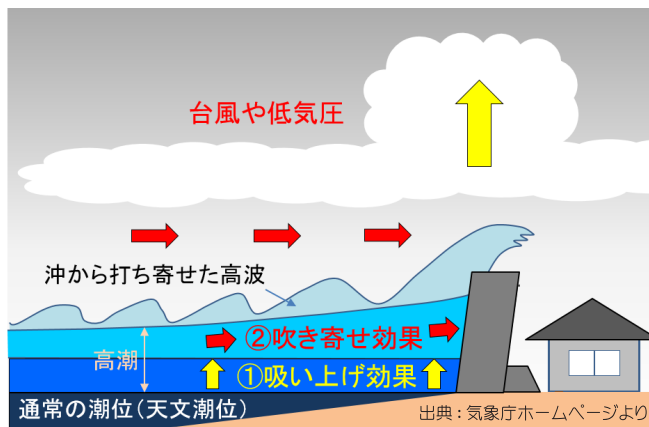 台風や低気圧
沖から打ち寄せた高波
②吹き寄せ効果
高潮
①吸い上げ効果
通常の潮位(天文潮位)
出典：気象庁ホームページより